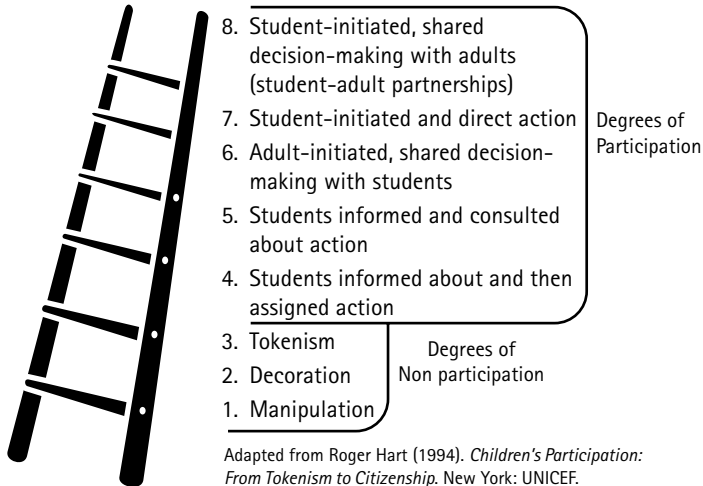 8. Student-initiated, shared
decision-making with adults
(student-adult partnerships)
7. Student-initiated and direct action
6. Adult-initiated, shared decision-
making with students
5. Students informed and consulted
about action
4. Students informed about and then
assigned action
Degrees of
Participation
3. Tokenism
2. Decoration
1. Manipulation
Degrees of
Non participation
Adapted from Roger Hart (1994). Children's Participation:
From Tokenism to Citizenship. New York: UNICEF.